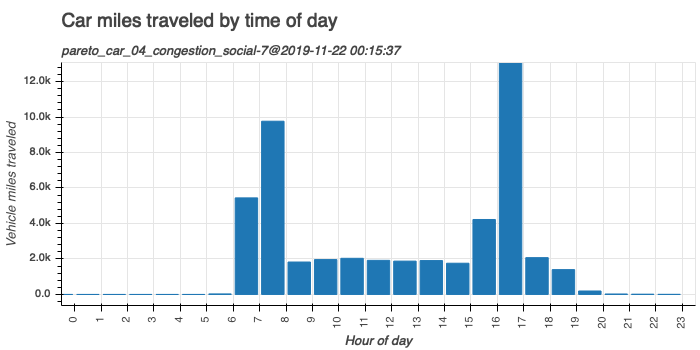 Car miles traveled by time of day
pareto_car_04_congestion_social-7@2019-11-22 00:15:37
Vehicle miles traveled
12.0k
10.0k
8.0k
6.0k
4.0k
2.0k
0.0
0 1 2 3 4 5 6 7 8 9 10 11 12 13 14 15 16 17 18 19 20 21 22 23
Hour of day